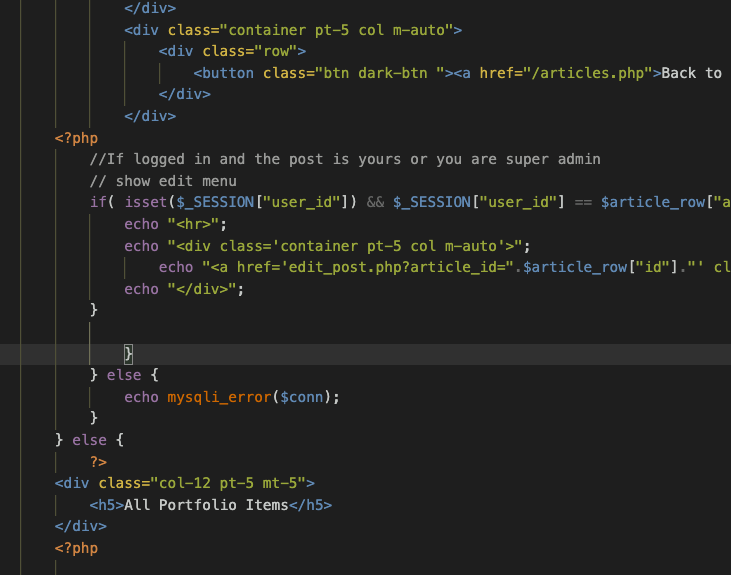 </div>
<div class="container pt-5 col m-auto">
<div class="row">
<button class="btn dark-btn "><a href="/articles.php">Back to
</div>
</div>
<?php
//If logged in and the post is yours or you are super admin
// show edit menu
if( isset($_SESSION["user_id"]) && $_SESSION["user_id"] == $article_row["a
echo "<hr>";
echo "<div class='container pt-5 col m-auto'>";
echo "<a href='edit_post.php?article_id=".$article_row["id"]."' cl
echo "</div>";
}
}
} else {
echo mysqli_error($conn);
}
} else {
?>
<div class="col-12 pt-5 mt-5">
<h5>All Portfolio Items</h5>
</div>
<?php